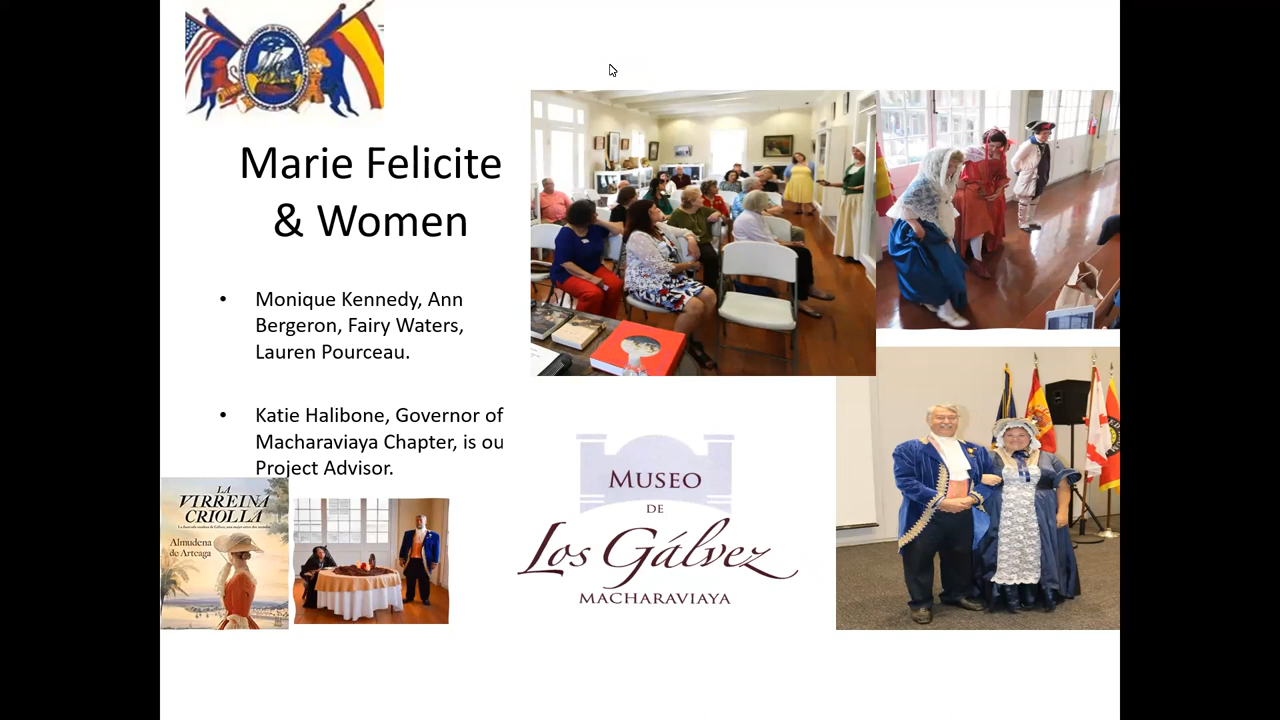 Marie Felicite
& Women
• Monique Kennedy, Ann
Bergeron, Fairy Waters,
Lauren Pourceau.
• Katie Halibone, Governor of
Macharaviaya Chapter, is ou
Project Advisor.
LA
VIRREINA
CRIOLLA
Almudena
de Arteaga
MUSEO
DE
Los Gálvez
MACHARAVIAYA